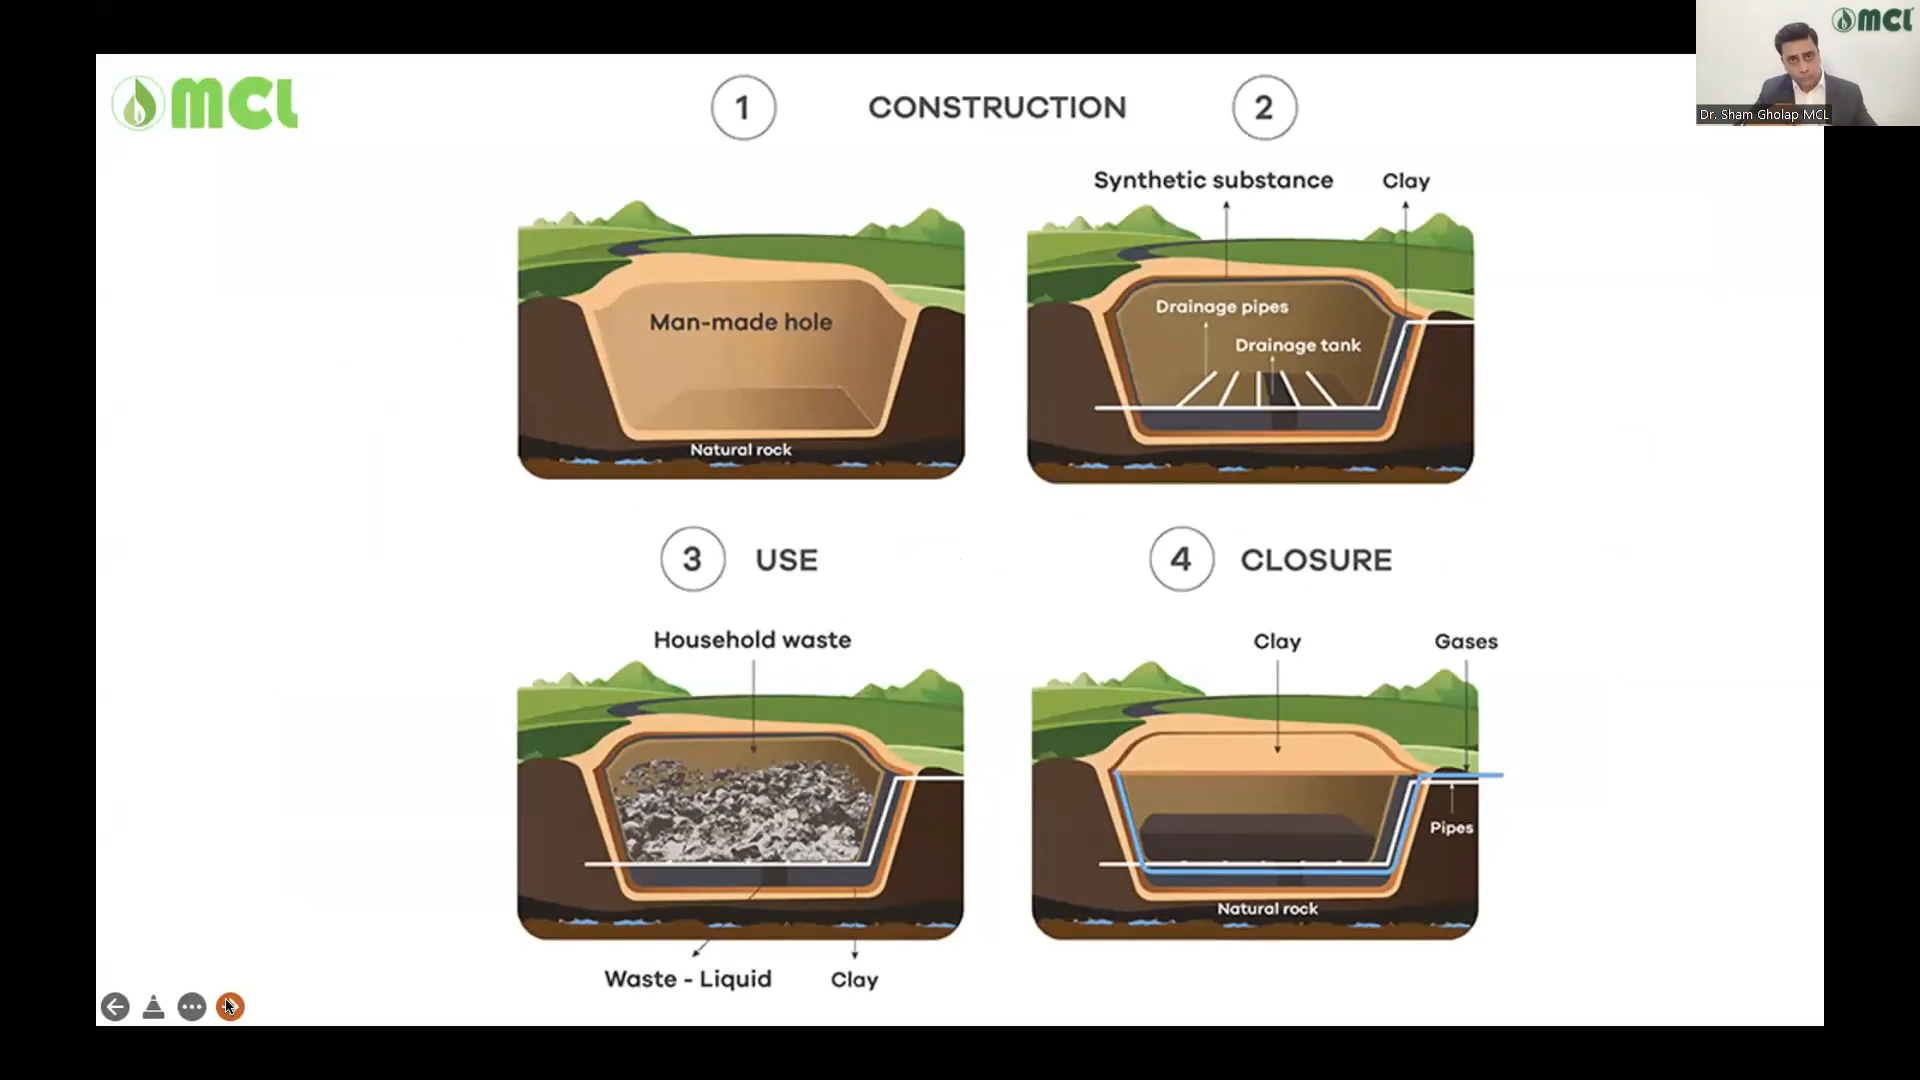 MCL
MCL
Dr. Sham Gholap MCL
1
CONSTRUCTION
2
Synthetic substance
Clay
Man-made hole
Natural rock
Drainage pipes
Drainage tank
3
USE
4
CLOSURE
Household waste
Waste - Liquid
Clay
Clay
Gases
Pipes
Natural rock